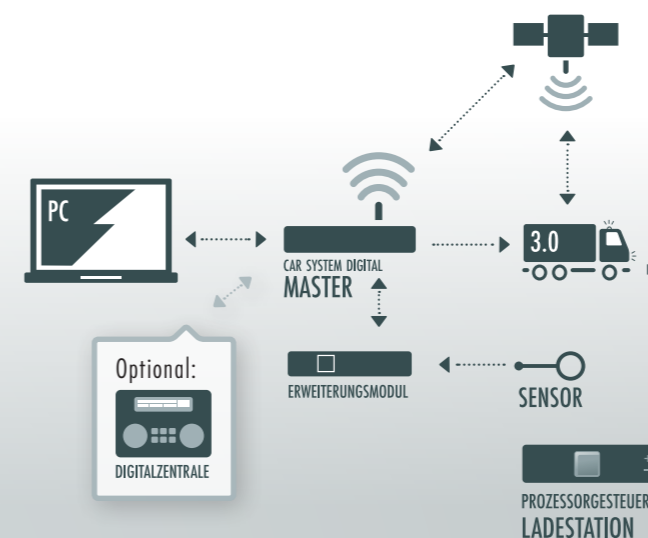 PC
3.0
CAR SYSTEM DIGITAL
MASTER
Optional:
DIGITALZENTRALE
ERWEITERUNGSMODUL
SENSOR
LADESTATION